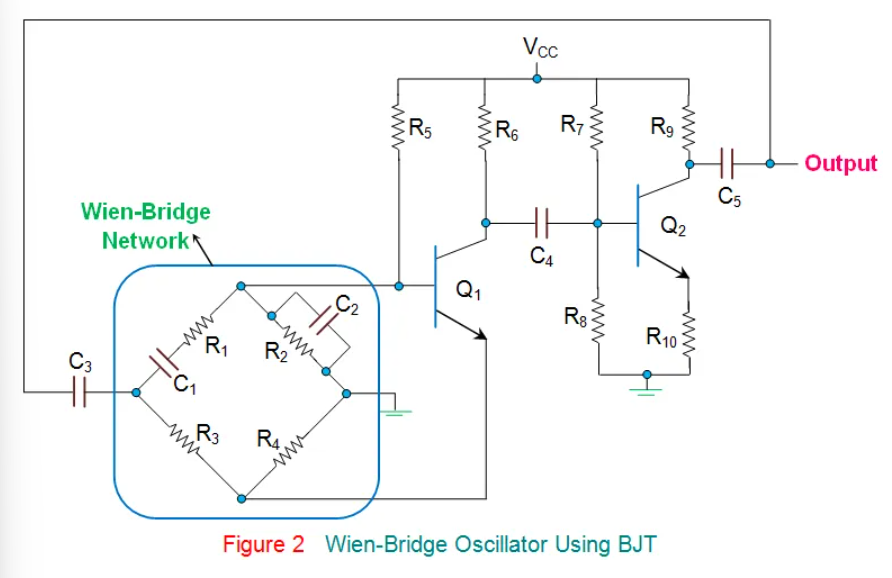 V_CC
R₅
R₆
R₇
R₉
Output
C₅
Wien-Bridge
Network
Q₂
C₄
Q₁
C₂
R₈
R₁
R₂
R₁₀
C₃
C₁
R₃
R₄
Figure 2 Wien-Bridge Oscillator Using BJT